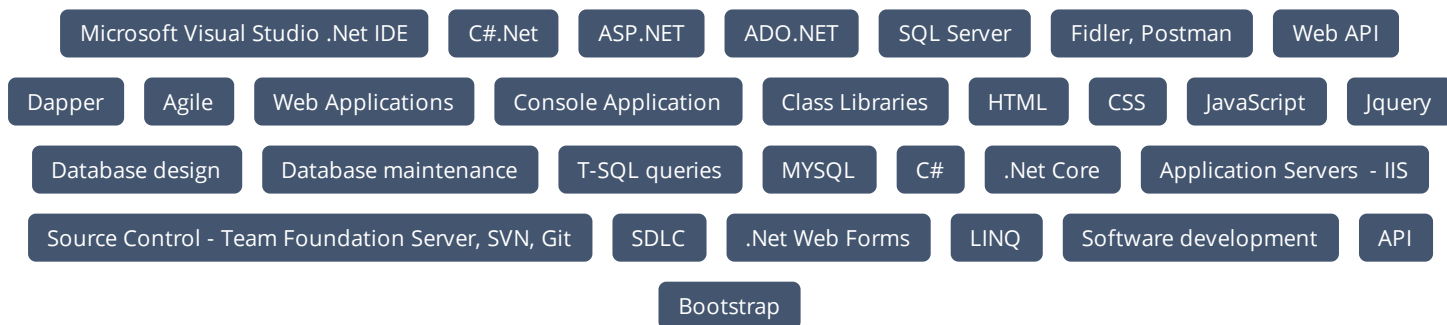 Microsoft Visual Studio .Net IDE C#.Net ASP.NET ADO.NET SQL Server Fidler, Postman Web API
Dapper Agile Web Applications Console Application Class Libraries HTML CSS JavaScript Jquery
Database design Database maintenance T-SQL queries MYSQL C# .Net Core Application Servers - IIS
Source Control - Team Foundation Server, SVN, Git SDLC .Net Web Forms LINQ Software development API
Bootstrap